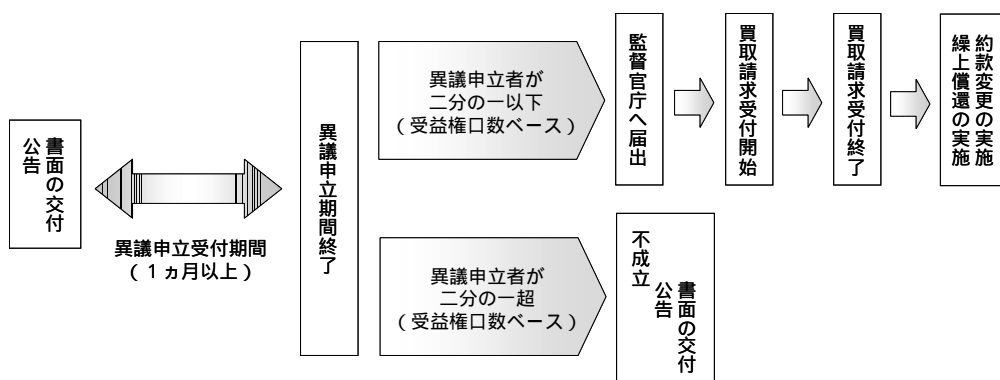 書面の交付
公告
異議申立受付期間
（１ヵ月以上）
異議申立期間終了
異議申立者が
二分の一以下
（受益権口数ベース）
監督官庁へ届出
買取請求受付開始
買取請求受付終了
約款変更の実施
繰上償還の実施
異議申立者が
二分の一超
（受益権口数ベース）
不成立
書面の交付
公告